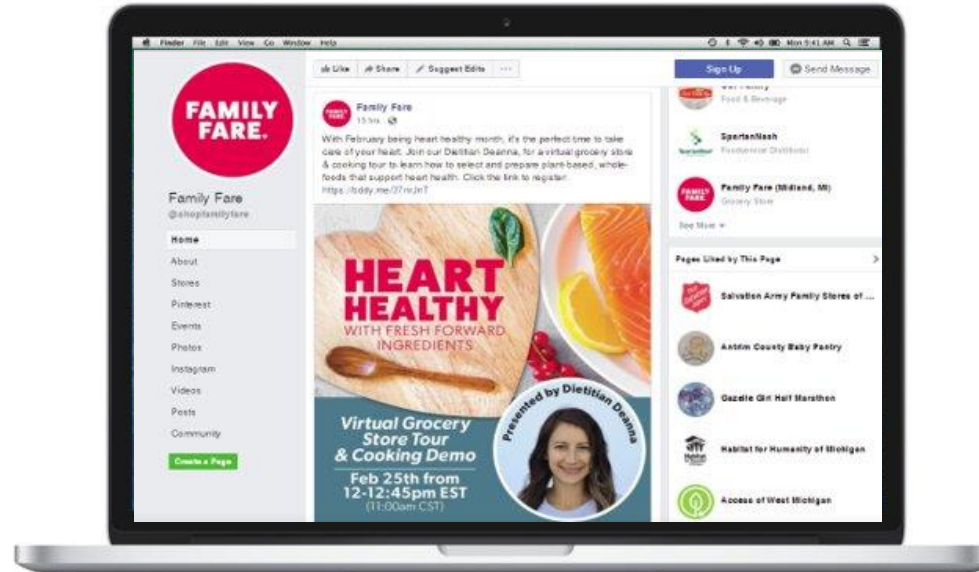 Finder File Edit View Go Window Help
Mon 9:41 AM
Like Share Suggest Edits ...
Sign Up
Send Message
FAMILY
FARE.
Family Fare
@shopfamilyfare
Home
About
Stores
Pinterest
Events
Photos
Instagram
Videos
Posts
Community
Create a Page
Family Fare
15 hrs
With February being heart healthy month, it's the perfect time to take
care of your heart. Join our Dietitian Deanna, for a virtual grocery store
& cooking tour to learn how to select and prepare plant-based, whole-
foods that support heart health. Click the link to register.
HEART
HEALTHY
WITH FRESH FORWARD
INGREDIENTS
Presented by Dietitian Deanna
Virtual Grocery
Store Tour
& Cooking Demo
Feb 25th from
12-12:45pm EST
(11:00am CST)
Food & Beverage
SpartanNash
Foodservice Distributor
FAMILY
FARE.
Family Fare (Midland, MI)
Grocery Store
See More
Pages Liked by This Page
Salvation Army Family Stores of ...
Antrim County Baby Pantry
Gazelle Girl Half Marathon
Habitat for Humanity of Michigan
Access of West Michigan